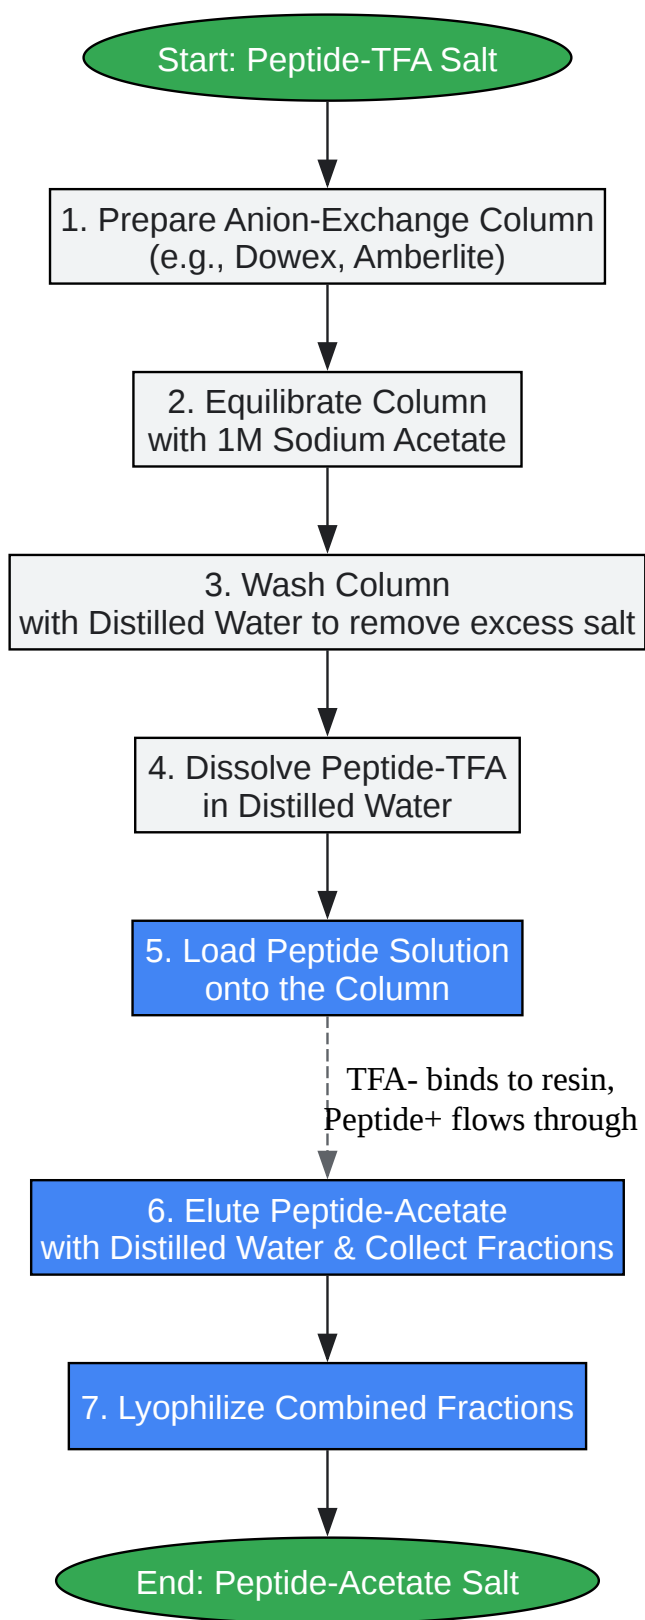 Start: Peptide-TFA Salt
1. Prepare Anion-Exchange Column
(e.g., Dowex, Amberlite)
2. Equilibrate Column
with 1M Sodium Acetate
3. Wash Column
with Distilled Water to remove excess salt
4. Dissolve Peptide-TFA
in Distilled Water
5. Load Peptide Solution
onto the Column
TFA- binds to resin,
Peptide+ flows through
6. Elute Peptide-Acetate
with Distilled Water & Collect Fractions
7. Lyophilize Combined Fractions
End: Peptide-Acetate Salt